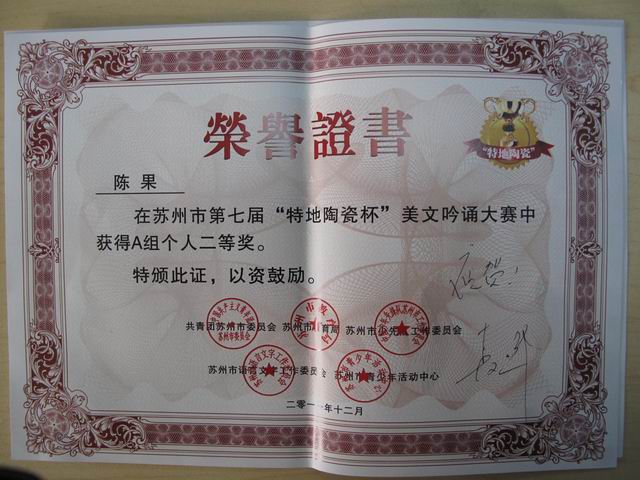 榮譽證書
“特地陶瓷”
陈果
在苏州市第七届“特地陶瓷杯”美文吟诵大赛中
获得A组个人二等奖。
特颁此证，以资鼓励。
祝贺！
共青团苏州市委员会 苏州市教育局 苏州市少先队工作委员会
苏州市语言文字工作委员会 苏州市青少年活动中心
二零一一年十二月